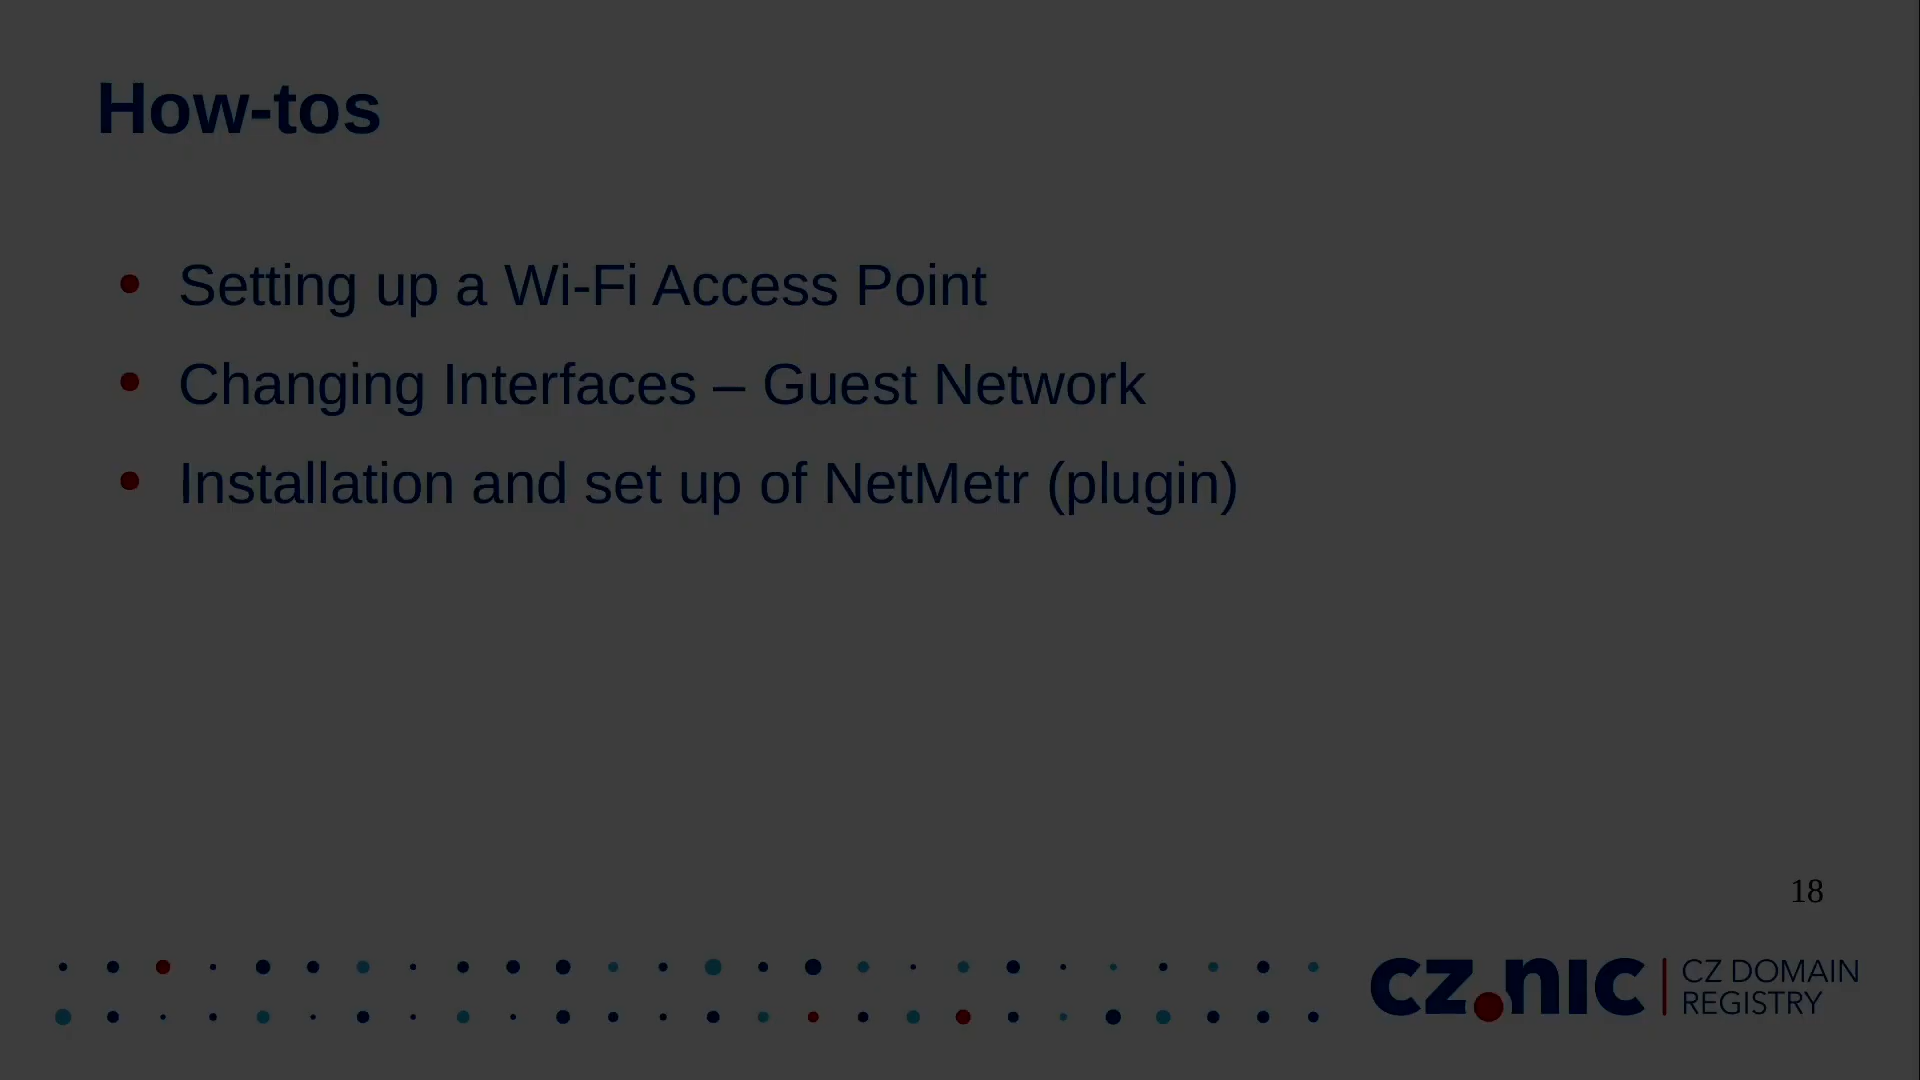 How-tos
Setting up a Wi-Fi Access Point
Changing Interfaces – Guest Network
Installation and set up of NetMetr (plugin)
18
cz.nic
CZ DOMAIN
REGISTRY